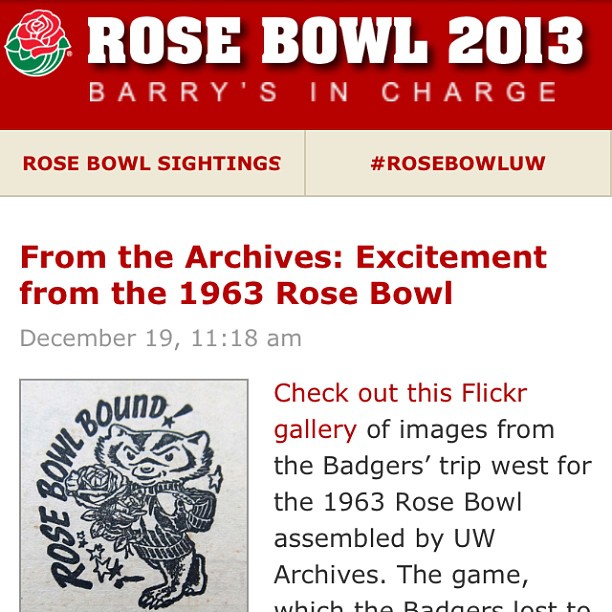 ROSE BOWL 2013
BARRY'S IN CHARGE
ROSE BOWL SIGHTINGS
#ROSEBOWLUW
From the Archives: Excitement
from the 1963 Rose Bowl
December 19, 11:18 am
ROSE BOWL BOUND!
Check out this Flickr
gallery of images from
the Badgers’ trip west for
the 1963 Rose Bowl
assembled by UW
Archives. The game,
which the Badgers lost to